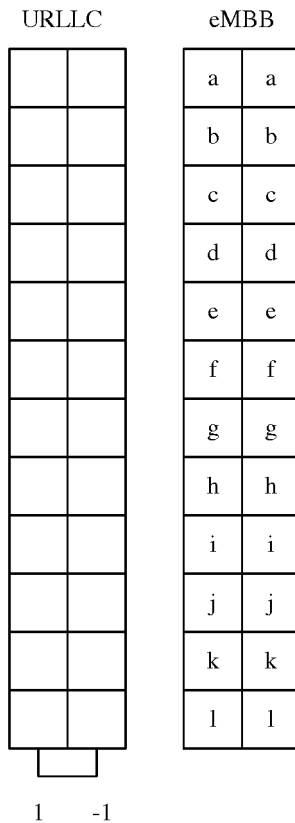 URLLC eMBB
a a
b b
c c
d d
e e
f f
g g
h h
i i
j j
k k
l l
1 -1